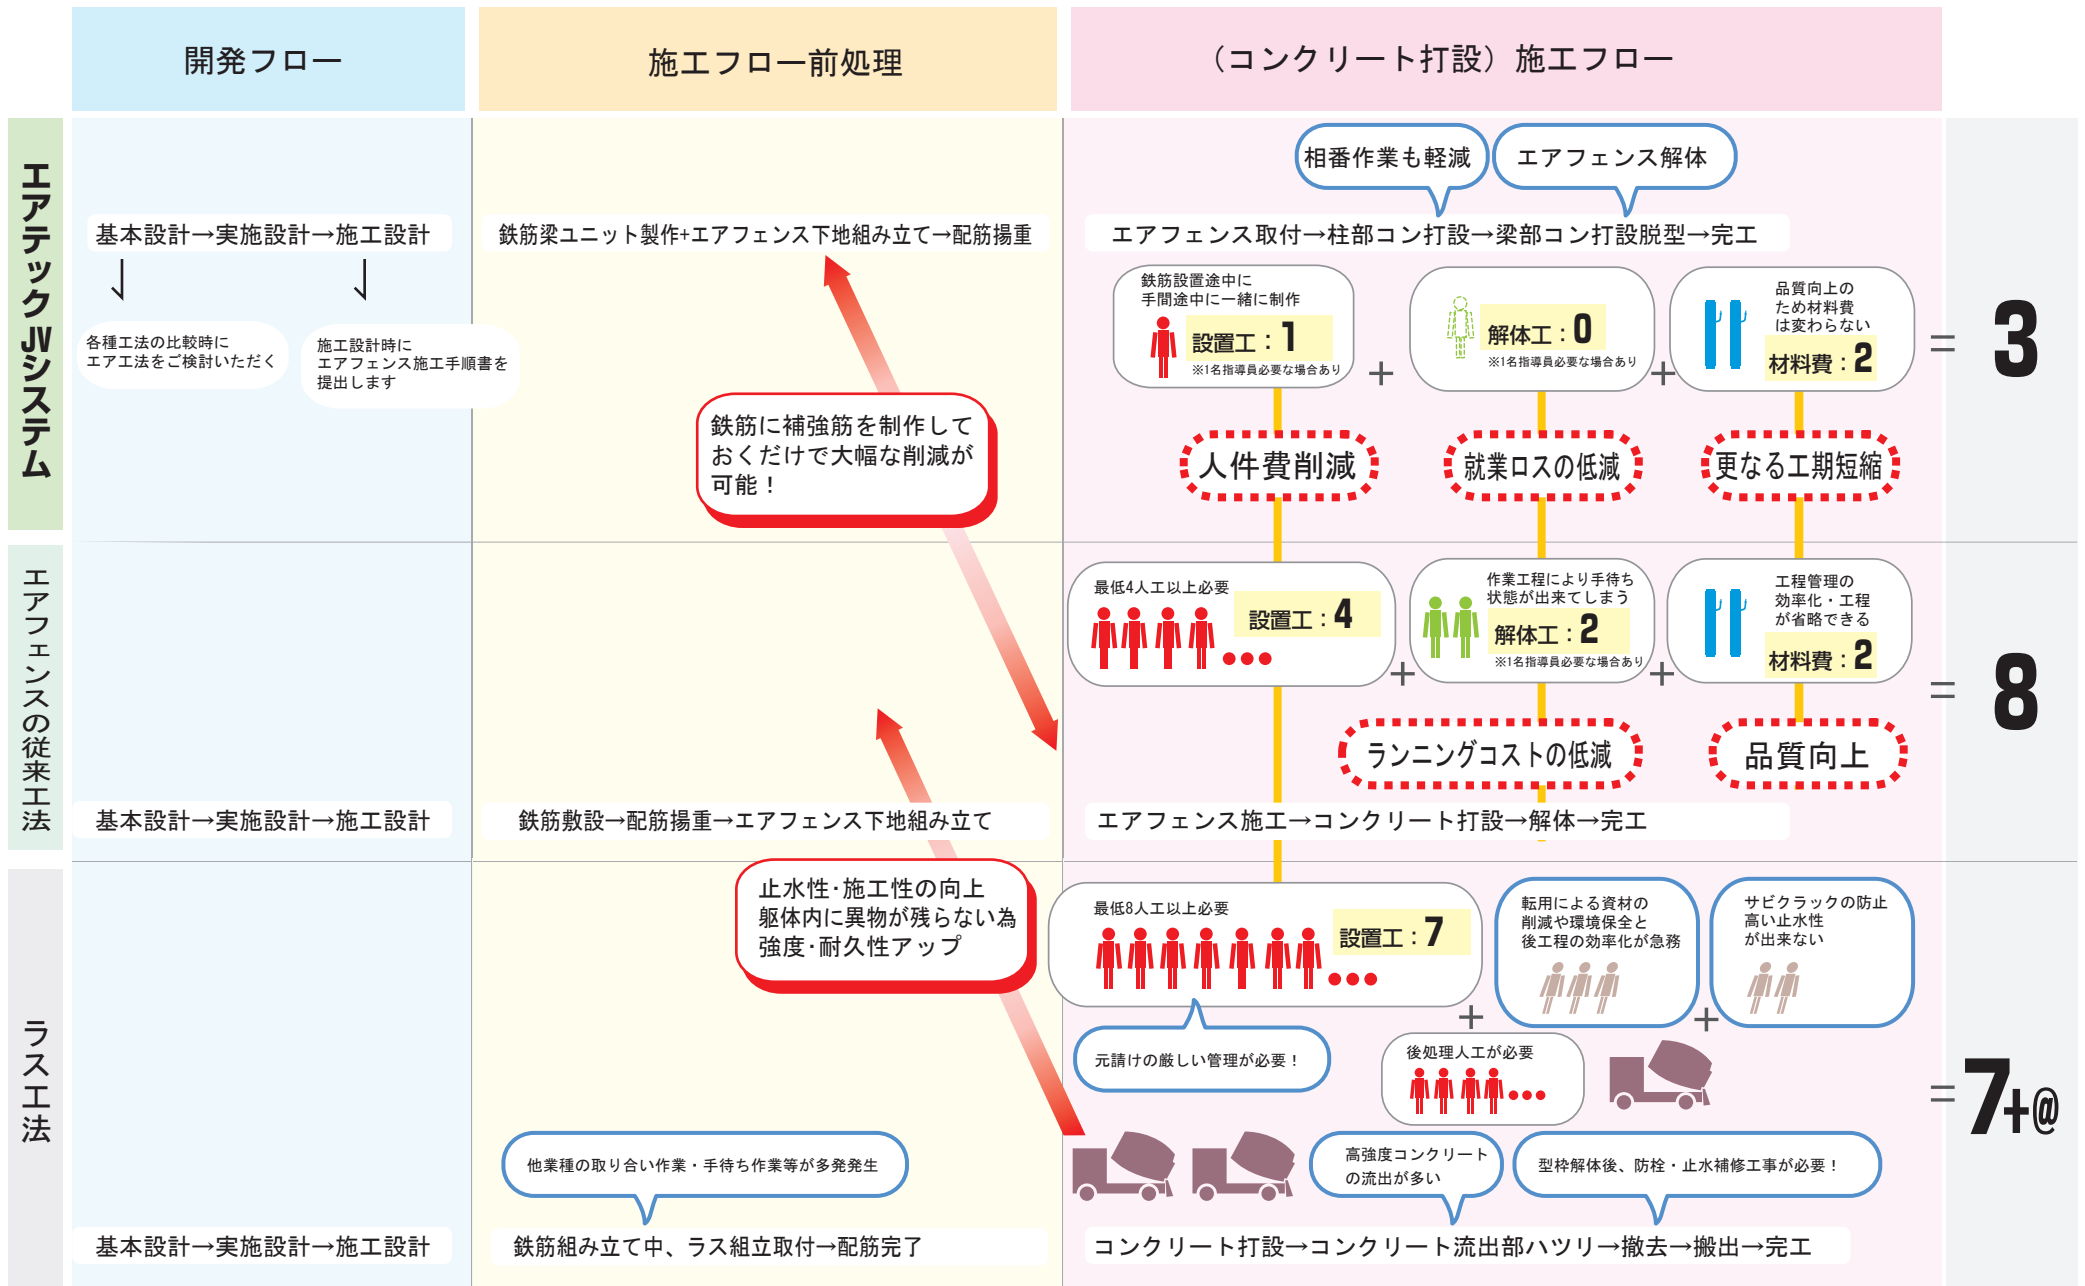 開発フロー
施工フロー前処理
（コンクリート打設）施工フロー
エアテックJVシステム
相番作業も軽減
エアフェンス解体
基本設計→実施設計→施工設計
鉄筋梁ユニット製作+エアフェンス下地組み立て→配筋揚重
エアフェンス取付→柱部コン打設→梁部コン打設脱型→完工
各種工法の比較時に
エア工法をご検討いただく
施工設計時に
エアフェンス施工手順書を
提出します
鉄筋設置途中に
手間途中に一緒に制作
設置工：1
※1名指導員必要な場合あり
+
解体工：0
※1名指導員必要な場合あり
+
品質向上の
ため材料費
は変わらない
材料費：2
＝
3
鉄筋に補強筋を制作して
おくだけで大幅な削減が
可能！
人件費削減
就業ロスの低減
更なる工期短縮
エアフェンスの従来工法
最低4人工以上必要
設置工：4
+
作業工程により手待ち
状態が出来てしまう
解体工：2
※1名指導員必要な場合あり
+
工程管理の
効率化・工程
が省略できる
材料費：2
＝
8
ランニングコストの低減
品質向上
基本設計→実施設計→施工設計
鉄筋敷設→配筋揚重→エアフェンス下地組み立て
エアフェンス施工→コンクリート打設→解体→完工
ラス工法
止水性･施工性の向上
躯体内に異物が残らない為
強度･耐久性アップ
最低8人工以上必要
設置工：7
元請けの厳しい管理が必要！
+
転用による資材の
削減や環境保全と
後工程の効率化が急務
+
サビクラックの防止
高い止水性
が出来ない
後処理人工が必要
＝
7+@
他業種の取り合い作業・手待ち作業等が多発発生
高強度コンクリート
の流出が多い
型枠解体後、防栓・止水補修工事が必要！
基本設計→実施設計→施工設計
鉄筋組み立て中、ラス組立取付→配筋完了
コンクリート打設→コンクリート流出部ハツリ→撤去→搬出→完工